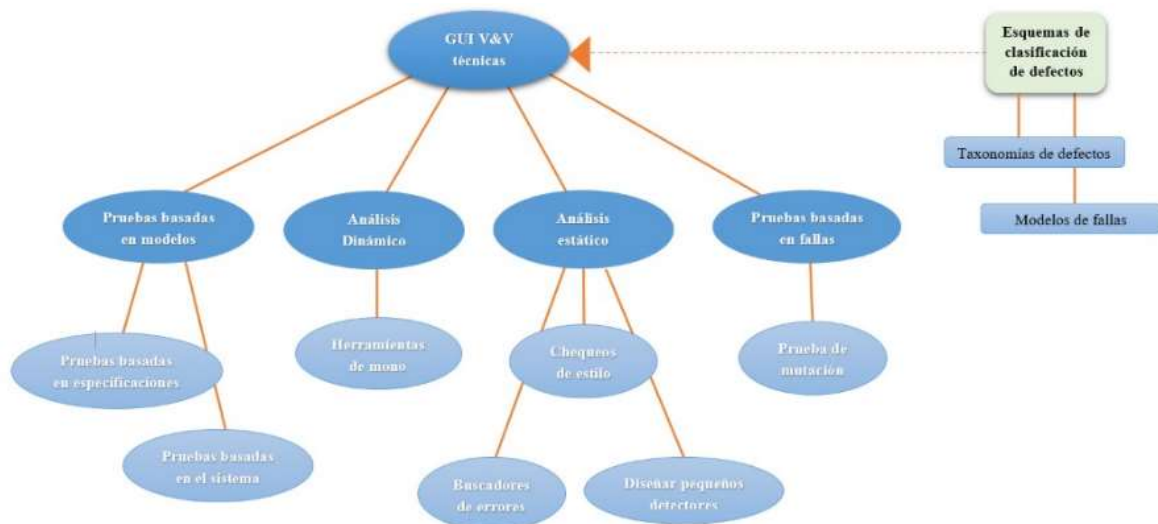 GUI V&V
técnicas
Esquemas de
clasificación
de defectos
Taxonomías de defectos
Modelos de fallas
Pruebas basadas
en modelos
Análisis
Dinámico
Análisis
estático
Pruebas basadas
en fallas
Pruebas basadas
en especificaciones
Herramientas
de mono
Chequeos
de estilo
Prueba de
mutación
Pruebas basadas
en el sistema
Buscadores
de errores
Diseñar pequeños
detectores